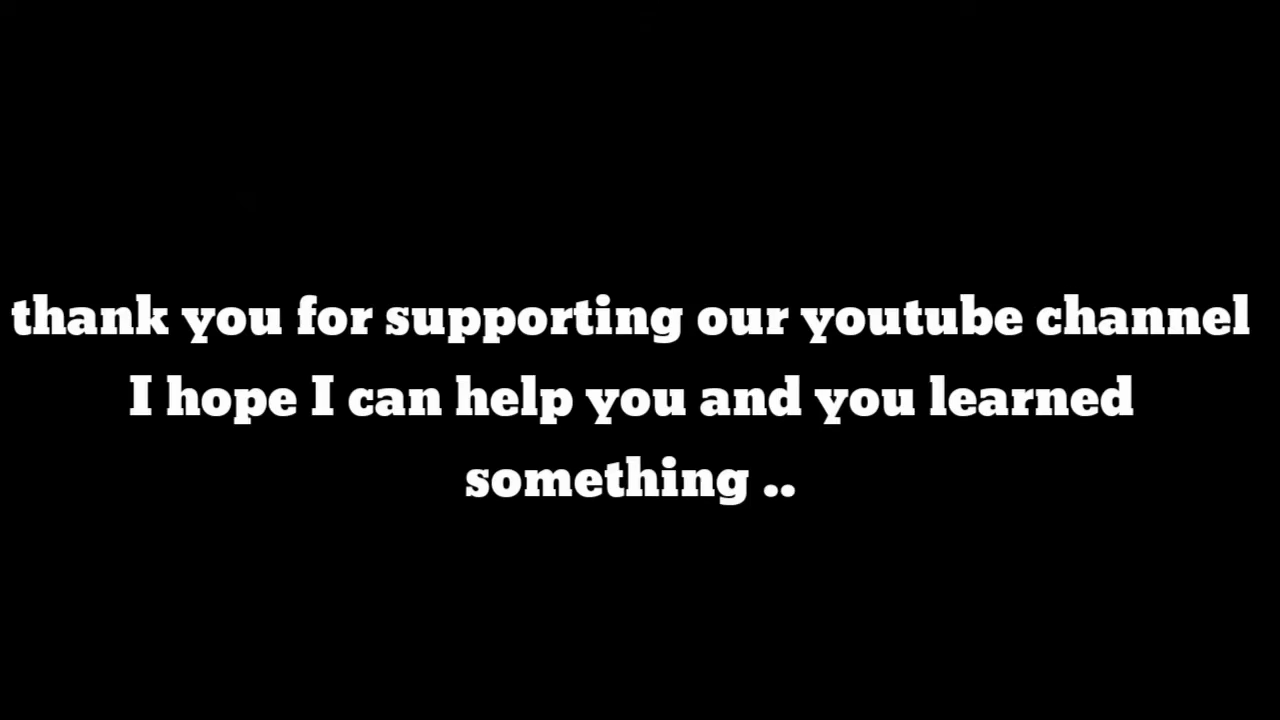 thank you for supporting our youtube channel
I hope I can help you and you learned
something ..